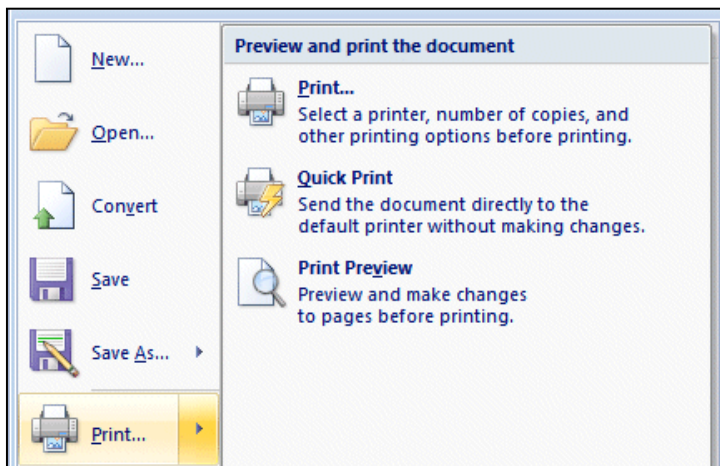 New...
Open...
Convert
Save
Save As...
Print...
Preview and print the document
Print...
Select a printer, number of copies, and
other printing options before printing.
Quick Print
Send the document directly to the
default printer without making changes.
Print Preview
Preview and make changes
to pages before printing.